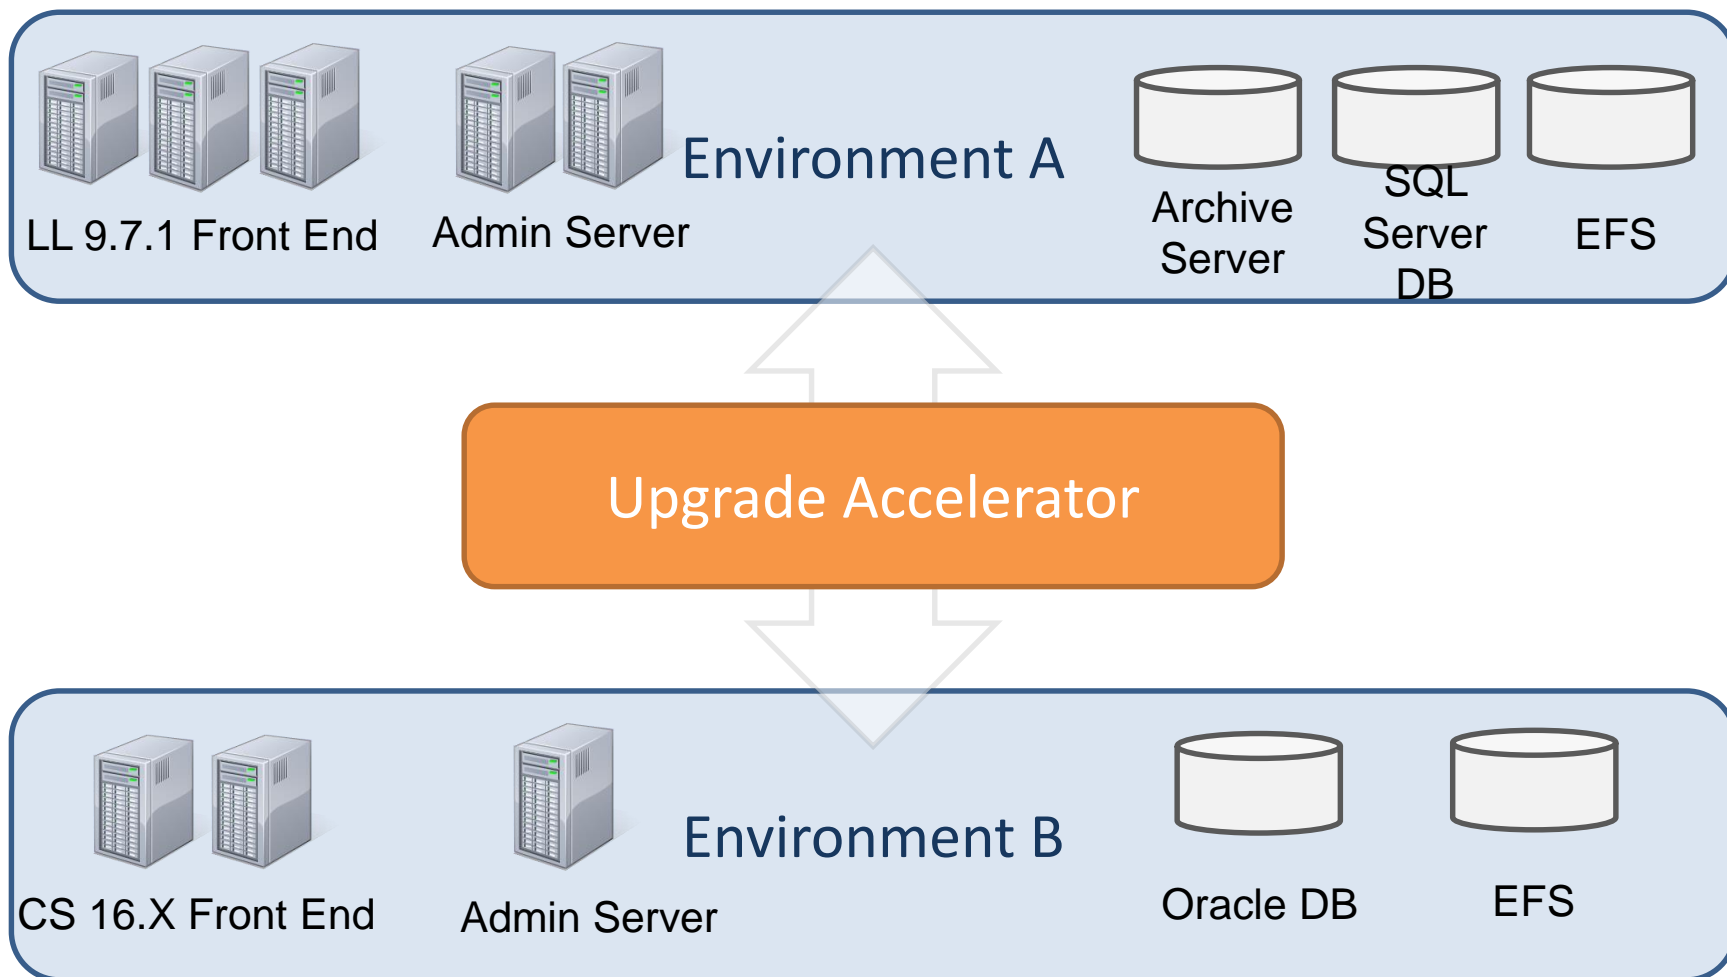 Environment A
LL 9.7.1 Front End
Admin Server
Archive
Server
SQL
Server
DB
EFS
Upgrade Accelerator
Environment B
CS 16.X Front End
Admin Server
Oracle DB
EFS